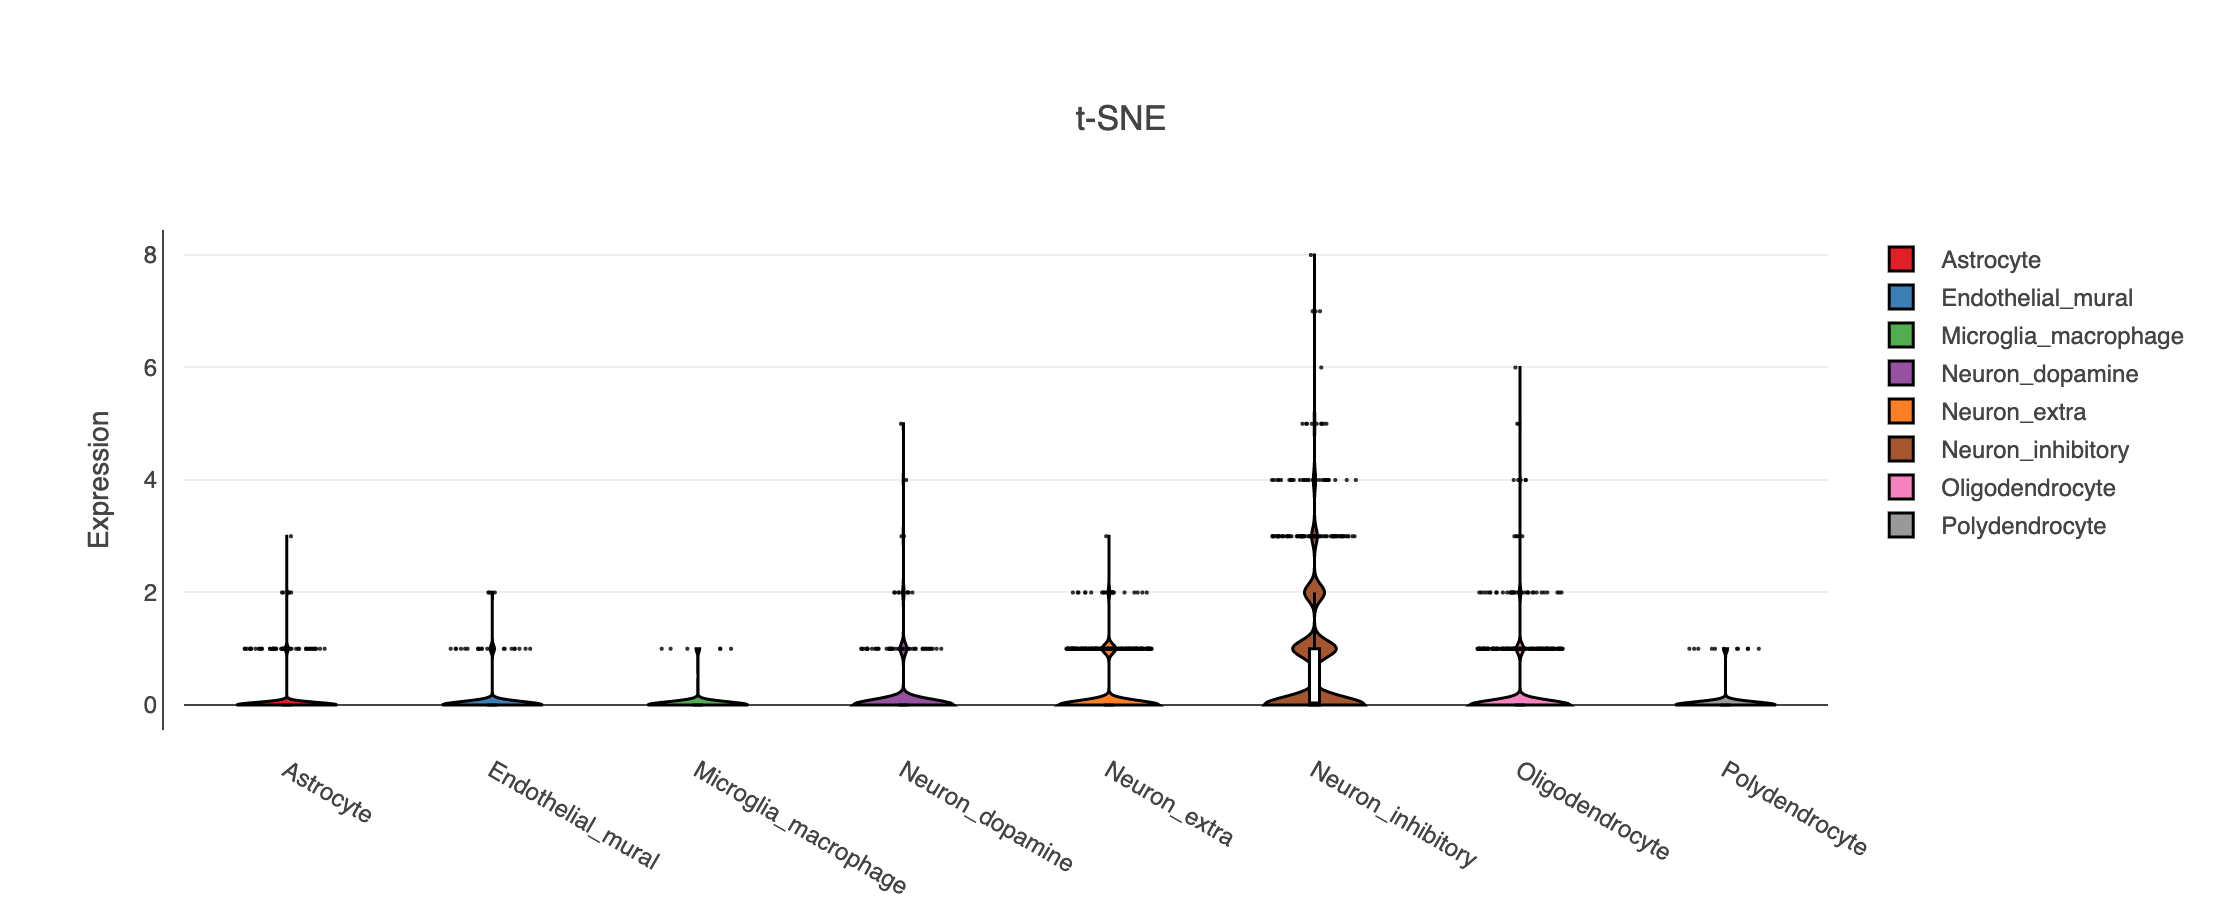 t-SNE
Expression
8
6
4
2
0
Astrocyte
Endothelial_mural
Microglia_macrophage
Neuron_dopamine
Neuron_extra
Neuron_inhibitory
Oligodendrocyte
Polydendrocyte
Astrocyte
Endothelial_mural
Microglia_macrophage
Neuron_dopamine
Neuron_extra
Neuron_inhibitory
Oligodendrocyte
Polydendrocyte